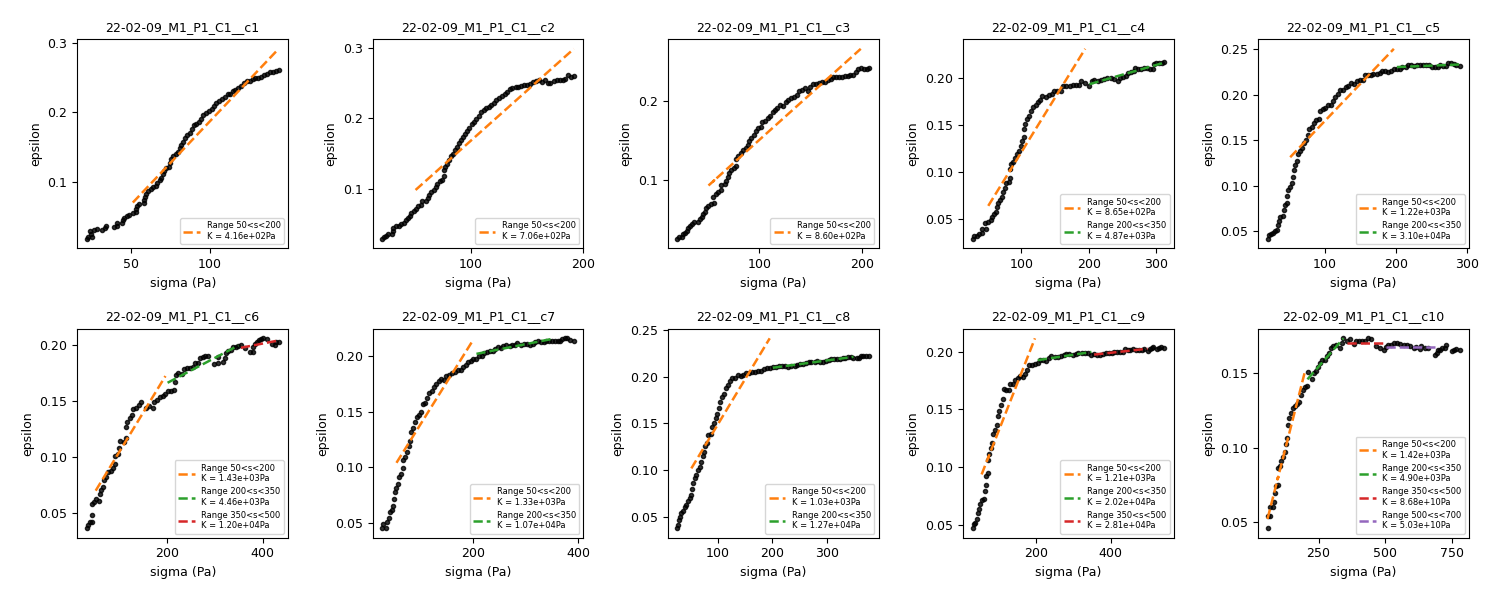 22-02-09_M1_P1_C1__c1
0.3
0.2
0.1
epsilon
50
100
sigma (Pa)
Range 50<s<200
K = 4.16e+02Pa
22-02-09_M1_P1_C1__c2
0.3
0.2
0.1
epsilon
100
200
sigma (Pa)
Range 50<s<200
K = 7.06e+02Pa
22-02-09_M1_P1_C1__c3
0.2
0.1
epsilon
100
200
sigma (Pa)
Range 50<s<200
K = 8.60e+02Pa
22-02-09_M1_P1_C1__c4
0.20
0.15
0.10
0.05
epsilon
100
200
300
sigma (Pa)
Range 50<s<200
K = 8.65e+02Pa
Range 200<s<350
K = 4.87e+03Pa
22-02-09_M1_P1_C1__c5
0.25
0.20
0.15
0.10
0.05
epsilon
100
200
300
sigma (Pa)
Range 50<s<200
K = 1.22e+03Pa
Range 200<s<350
K = 3.10e+04Pa
22-02-09_M1_P1_C1__c6
0.20
0.15
0.10
0.05
epsilon
200
400
sigma (Pa)
Range 50<s<200
K = 1.43e+03Pa
Range 200<s<350
K = 4.46e+03Pa
Range 350<s<500
K = 1.20e+04Pa
22-02-09_M1_P1_C1__c7
0.20
0.15
0.10
0.05
epsilon
200
400
sigma (Pa)
Range 50<s<200
K = 1.33e+03Pa
Range 200<s<350
K = 1.07e+04Pa
22-02-09_M1_P1_C1__c8
0.25
0.20
0.15
0.10
0.05
epsilon
100
200
300
sigma (Pa)
Range 50<s<200
K = 1.03e+03Pa
Range 200<s<350
K = 1.27e+04Pa
22-02-09_M1_P1_C1__c9
0.20
0.15
0.10
0.05
epsilon
200
400
sigma (Pa)
Range 50<s<200
K = 1.21e+03Pa
Range 200<s<350
K = 2.02e+04Pa
Range 350<s<500
K = 2.81e+04Pa
22-02-09_M1_P1_C1__c10
0.15
0.10
0.05
epsilon
250
500
750
sigma (Pa)
Range 50<s<200
K = 1.42e+03Pa
Range 200<s<350
K = 4.90e+03Pa
Range 350<s<500
K = 8.68e+10Pa
Range 500<s<700
K = 5.03e+10Pa